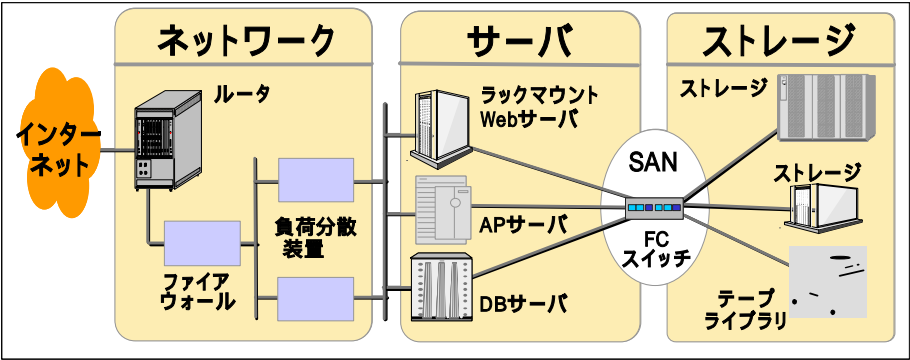 ネットワーク
サーバ
ストレージ
インター
ネット
ルータ
ファイア
ウォール
負荷分散
装置
ラックマウント
Webサーバ
APサーバ
DBサーバ
SAN
FC
スイッチ
ストレージ
ストレージ
テープ
ライブラリ